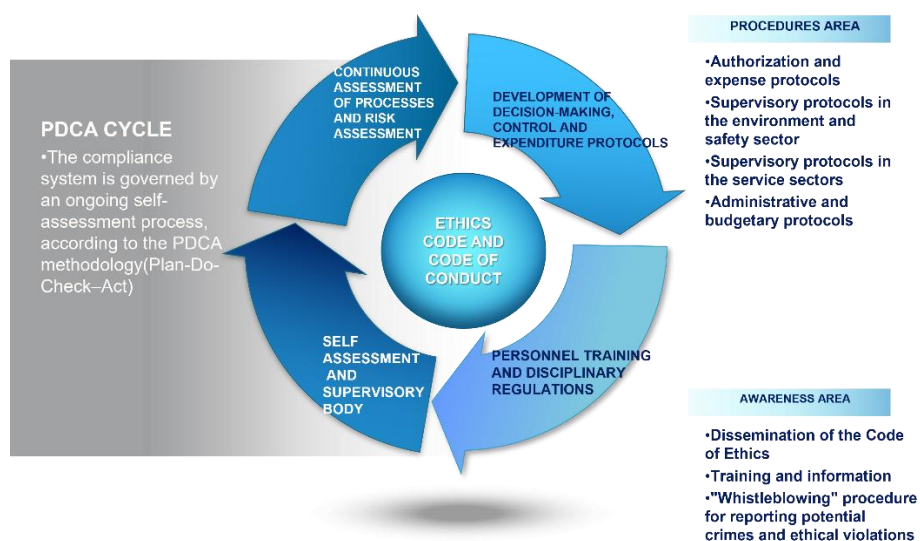 PDCA CYCLE
•The compliance
system is governed by
an ongoing self-
assessment process,
according to the PDCA
methodology(Plan-Do-
Check–Act)
CONTINUOUS
ASSESSMENT
OF PROCESSES
AND RISK
ASSESSMENT
DEVELOPMENT OF
DECISION-MAKING,
CONTROL AND
EXPENDITURE PROTOCOLS
ETHICS
CODE AND
CODE OF
CONDUCT
SELF
ASSESSMENT
AND
SUPERVISORY
BODY
PERSONNEL TRAINING
AND DISCIPLINARY
REGULATIONS
PROCEDURES AREA
•Authorization and
expense protocols
•Supervisory protocols in
the environment and
safety sector
•Supervisory protocols in
the service sectors
•Administrative and
budgetary protocols
AWARENESS AREA
•Dissemination of the Code
of Ethics
•Training and information
•"Whistleblowing" procedure
for reporting potential
crimes and ethical violations